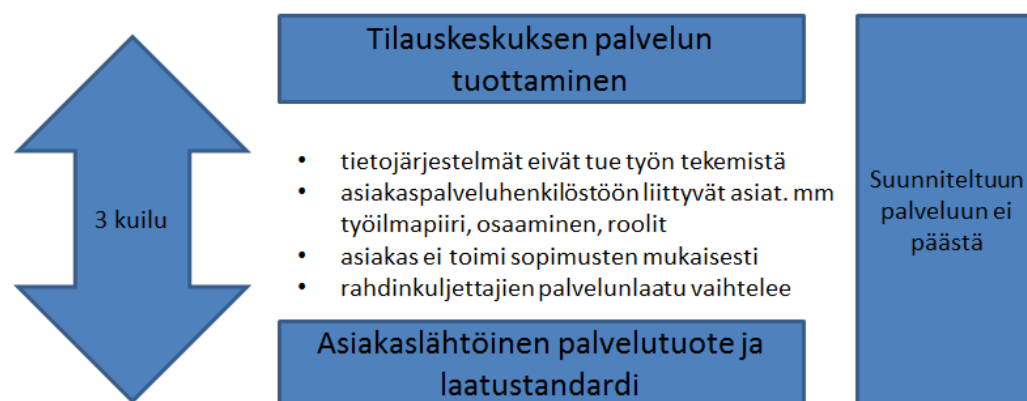 Tilauskeskuksen palvelun
tuottaminen
3 kuilu
• tietojärjestelmät eivät tue työn tekemistä
• asiakaspalveluhenkilöstöön liittyvät asiat. mm
työilmapiiri, osaaminen, roolit
• asiakas ei toimi sopimusten mukaisesti
• rahdinkuljettajien palvelunlaatu vaihtelee
Suunniteltuun
palveluun ei
päästä
Asiakaslähtöinen palvelutuote ja
laatustandardi